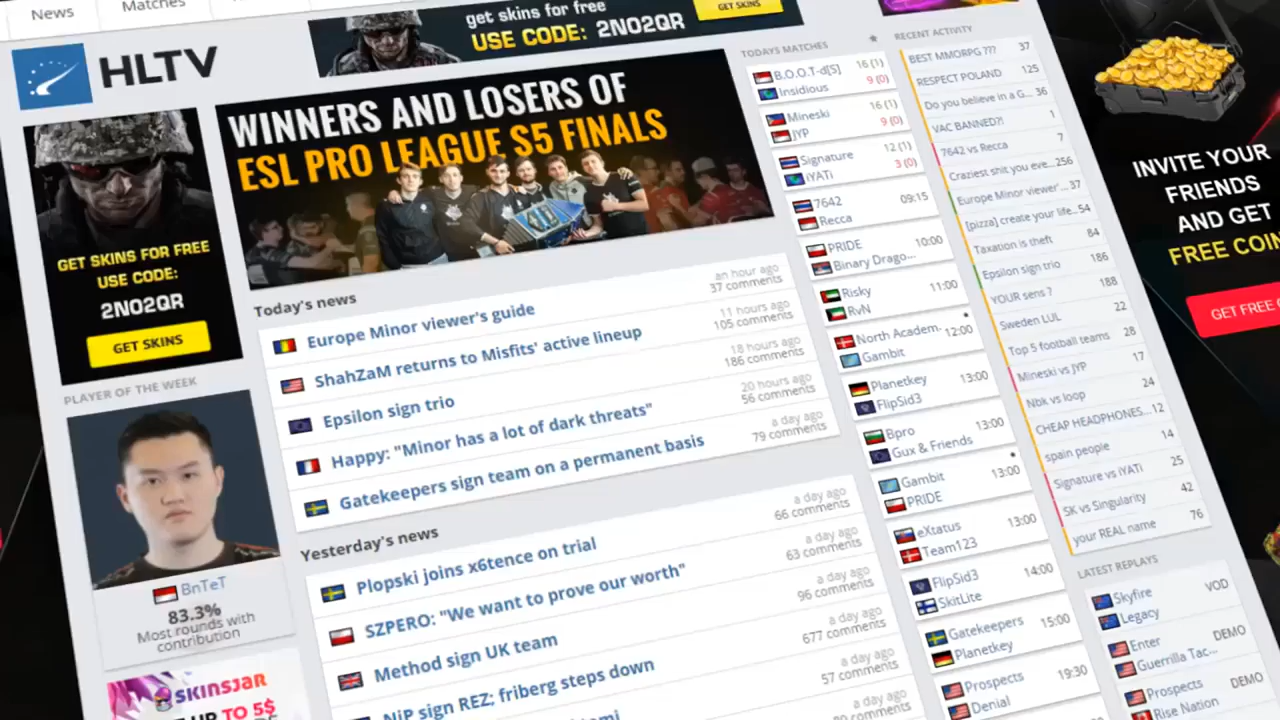 News
Matches
HLTV
get skins for free
USE CODE: 2NO2QR
GET SKINS
GET SKINS FOR FREE
USE CODE:
2NO2QR
GET SKINS
WINNERS AND LOSERS OF
ESL PRO LEAGUE S5 FINALS
PLAYER OF THE WEEK
BnTeT
83.3%
Most rounds with
contribution
SKINSJAR
UP TO 5$
Today's news
Europe Minor viewer's guide
an hour ago
37 comments
ShahZaM returns to Misfits' active lineup
11 hours ago
105 comments
Epsilon sign trio
18 hours ago
186 comments
Happy: "Minor has a lot of dark threats"
20 hours ago
56 comments
Gatekeepers sign team on a permanent basis
a day ago
79 comments
Yesterday's news
Plopski joins x6tence on trial
a day ago
66 comments
SZPERO: "We want to prove our worth"
a day ago
63 comments
Method sign UK team
a day ago
96 comments
NiP sign REZ; friberg steps down
a day ago
677 comments
a day ago
57 comments
a day ago
TODAYS MATCHES
B.O.O.T-d[S] 16 (1)
Insidious 9 (0)
Mineski 16 (1)
JYP 9 (0)
Signature 12 (1)
iYATi 3 (0)
7642
Recca
09:15
PRIDE
Binary Drago...
10:00
Risky
RvN
11:00
North Academ.
Gambit
12:00
Planetkey
FlipSid3
13:00
Bpro
Gux & Friends
13:00
Gambit
PRIDE
13:00
eXtatus
Team123
13:00
FlipSid3
SkitLite
14:00
Gatekeepers
Planetkey
15:00
Prospects
Denial
19:30
RECENT ACTIVITY
BEST MMORPG ??? 37
RESPECT POLAND 125
Do you believe in a G... 36
VAC BANNED?! 1
7642 vs Recca 7
Craziest shit you eve... 256
Europe Minor viewer'... 37
[pizza] create your life... 54
Taxation is theft 84
Epsilon sign trio 186
YOUR sens ? 188
Sweden LUL 22
Top 5 football teams 28
Mineski vs JYP 17
Nbk vs loop 24
CHEAP HEADPHONES... 12
spain people 14
Signature vs iYATi 25
SK vs Singularity 42
your REAL name 76
LATEST REPLAYS
Skyfire
Legacy
VOD
Enter
Guerrilla Tac...
DEMO
Prospects
Rise Nation
DEMO
INVITE YOUR
FRIENDS
AND GET
FREE COIN
GET FREE